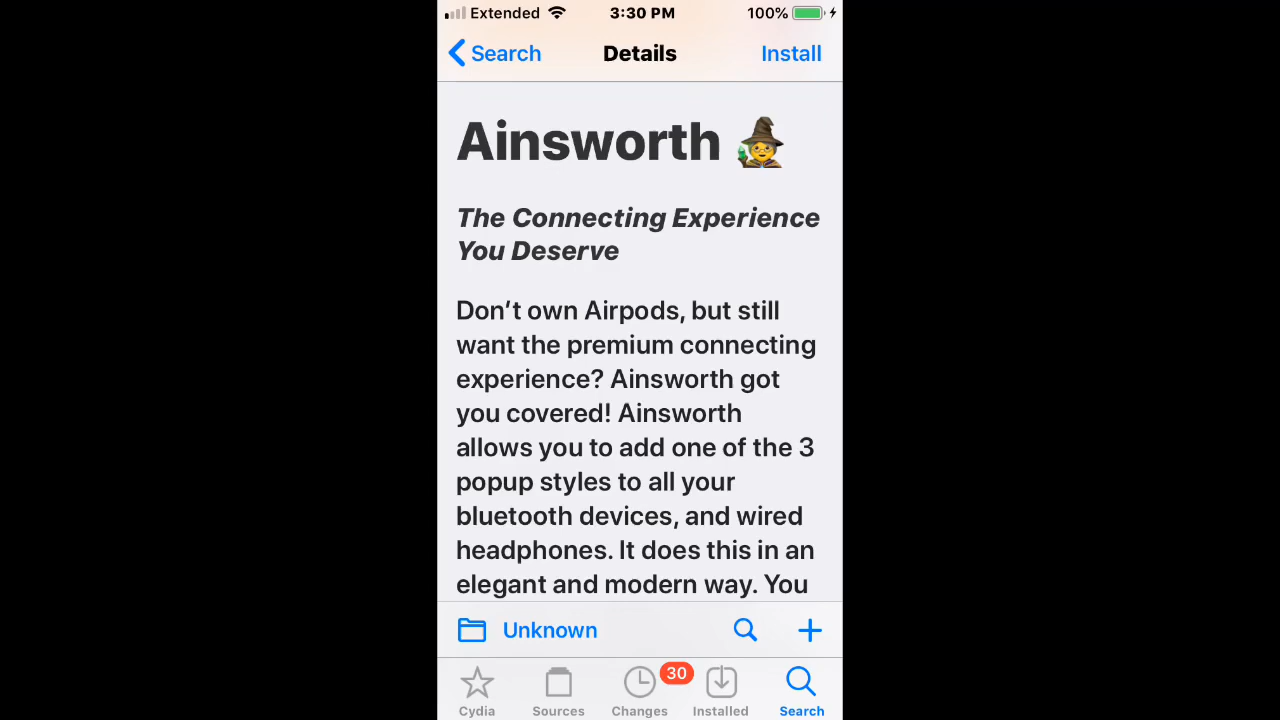 Extended 3:30 PM 100%
Search Details Install
Ainsworth
The Connecting Experience
You Deserve
Don’t own Airpods, but still
want the premium connecting
experience? Ainsworth got
you covered! Ainsworth
allows you to add one of the 3
popup styles to all your
bluetooth devices, and wired
headphones. It does this in an
elegant and modern way. You
Unknown
30
Cydia Sources Changes Installed Search